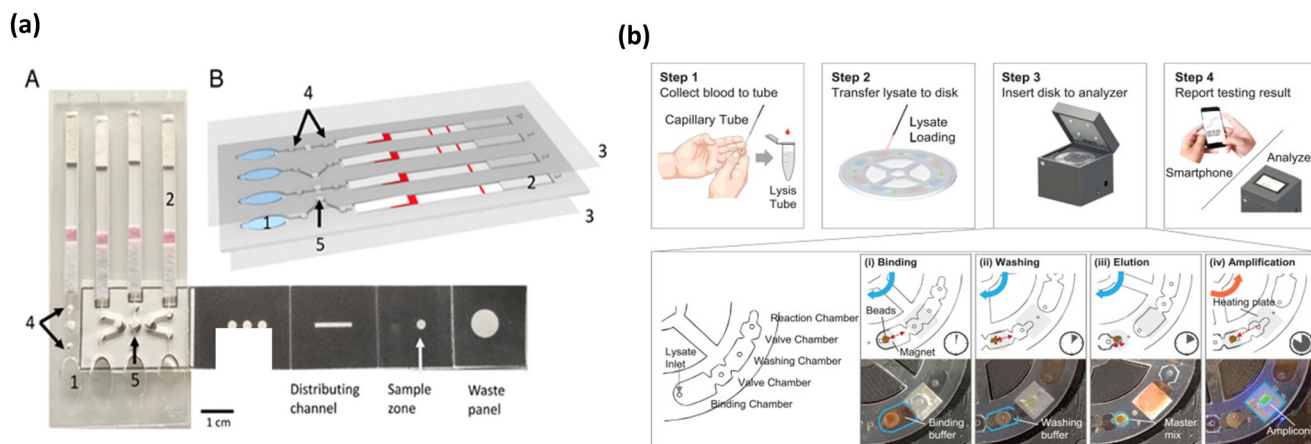 (a)
A
B
4
3
2
1
5
3
2
4
1
5
1 cm
Distributing
channel
Sample
zone
Waste
panel
(b)
Step 1
Collect blood to tube
Capillary Tube
Lysis
Tube
Step 2
Transfer lysate to disk
Lysate
Loading
Step 3
Insert disk to analyzer
Step 4
Report testing result
Smartphone
Analyzer
Reaction Chamber
Valve Chamber
Washing Chamber
Valve Chamber
Binding Chamber
Lysate
Inlet
(i) Binding
Beads
Magnet
Binding
buffer
(ii) Washing
Washing
buffer
(iii) Elution
Master
mix
(iv) Amplification
Heating plate
Amplicon